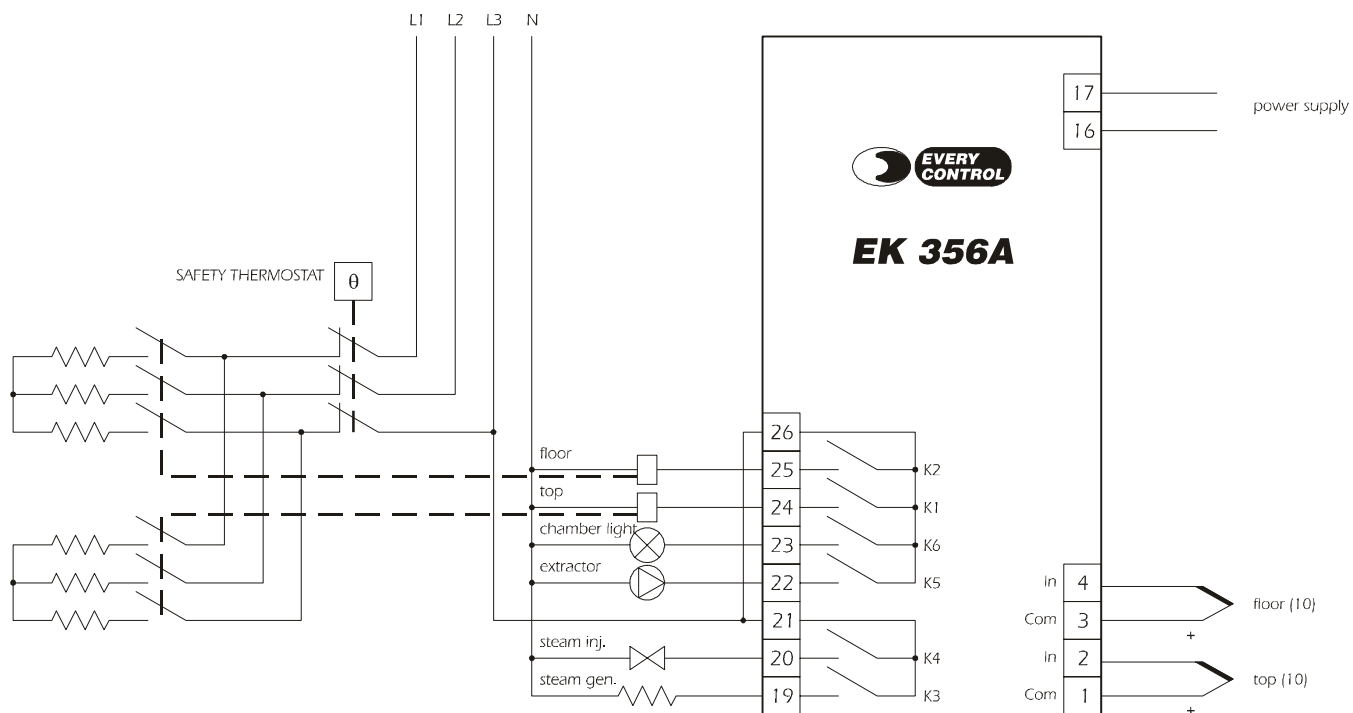 L1 L2 L3 N
17
power supply
16
EVERY
CONTROL
EK 356A
SAFETY THERMOSTAT
θ
26
floor
25
K2
top
24
K1
chamber light
23
K6
extractor
22
K5
In
4
floor (10)
21
Com
3
+
steam inj.
20
K4
In
2
top (10)
steam gen.
19
K3
Com
1
+